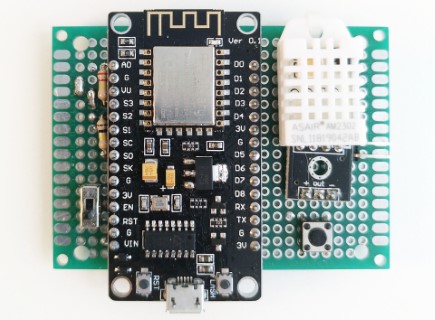 Ver 0.1
A0
G
VU
S3
S2
S1
SC
SO
SK
G
3V
EN
RST
G
VIN
D0
D1
D2
D3
D4
3V
G
D5
D6
D7
D8
RX
TX
G
3V
RST
FLASH
ASAIR AM2302
+ out -